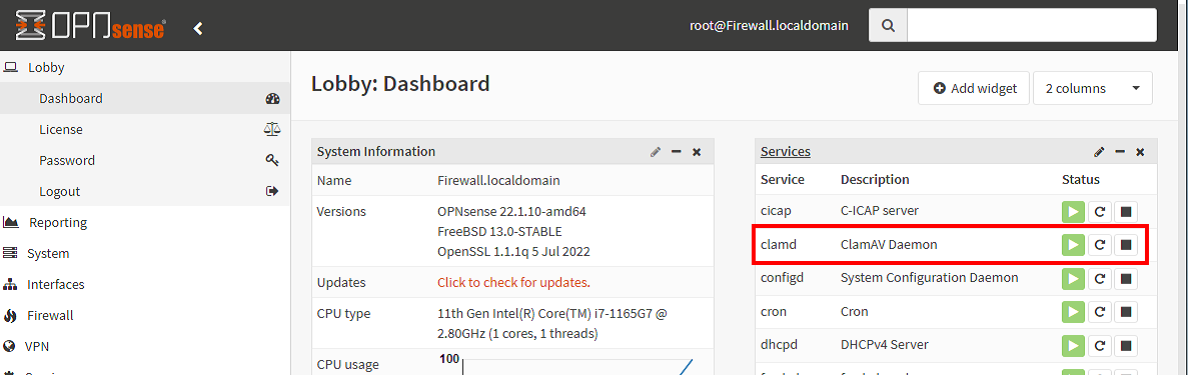 OPNsense®
root@Firewall.localdomain
Lobby
Dashboard
License
Password
Logout
Reporting
System
Interfaces
Firewall
VPN
Lobby: Dashboard
Add widget
2 columns
System Information
Name Firewall.localdomain
Versions OPNsense 22.1.10-amd64
FreeBSD 13.0-STABLE
OpenSSL 1.1.1q 5 Jul 2022
Updates Click to check for updates.
CPU type 11th Gen Intel(R) Core(TM) i7-1165G7 @
2.80GHz (1 cores, 1 threads)
CPU usage 100
Services
Service Description Status
cicap C-ICAP server
clamd ClamAV Daemon
configd System Configuration Daemon
cron Cron
dhcpd DHCPv4 Server